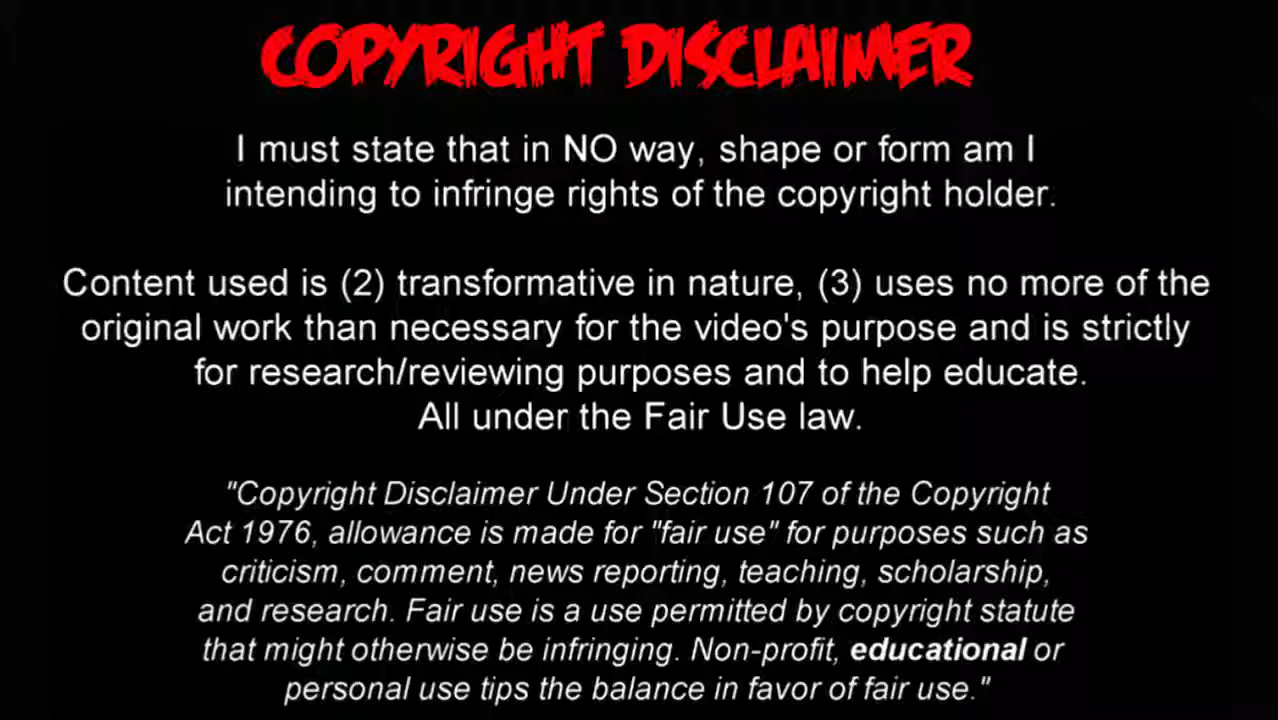 COPYRIGHT DISCLAIMER
I must state that in NO way, shape or form am I
intending to infringe rights of the copyright holder.
Content used is (2) transformative in nature, (3) uses no more of the
original work than necessary for the video's purpose and is strictly
for research/reviewing purposes and to help educate.
All under the Fair Use law.
"Copyright Disclaimer Under Section 107 of the Copyright
Act 1976, allowance is made for "fair use" for purposes such as
criticism, comment, news reporting, teaching, scholarship,
and research. Fair use is a use permitted by copyright statute
that might otherwise be infringing. Non-profit, educational or
personal use tips the balance in favor of fair use."